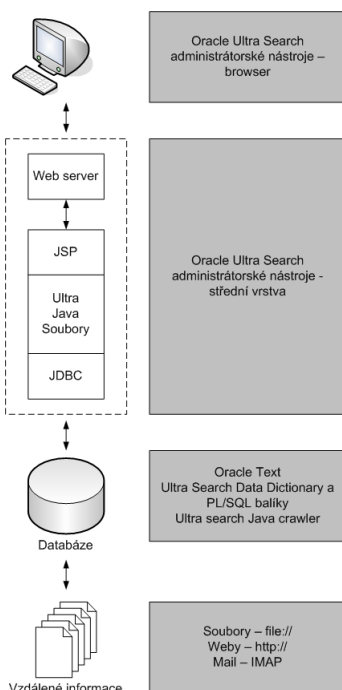 Oracle Ultra Search
administrátorské nástroje –
browser
Web server
JSP
Ultra
Java
Soubory
JDBC
Oracle Ultra Search
administrátorské nástroje -
střední vrstva
Databáze
Oracle Text
Ultra Search Data Dictionary a
PL/SQL balíky
Ultra search Java crawler
Vzdálené informace
Soubory – file://
Weby – http://
Mail – IMAP